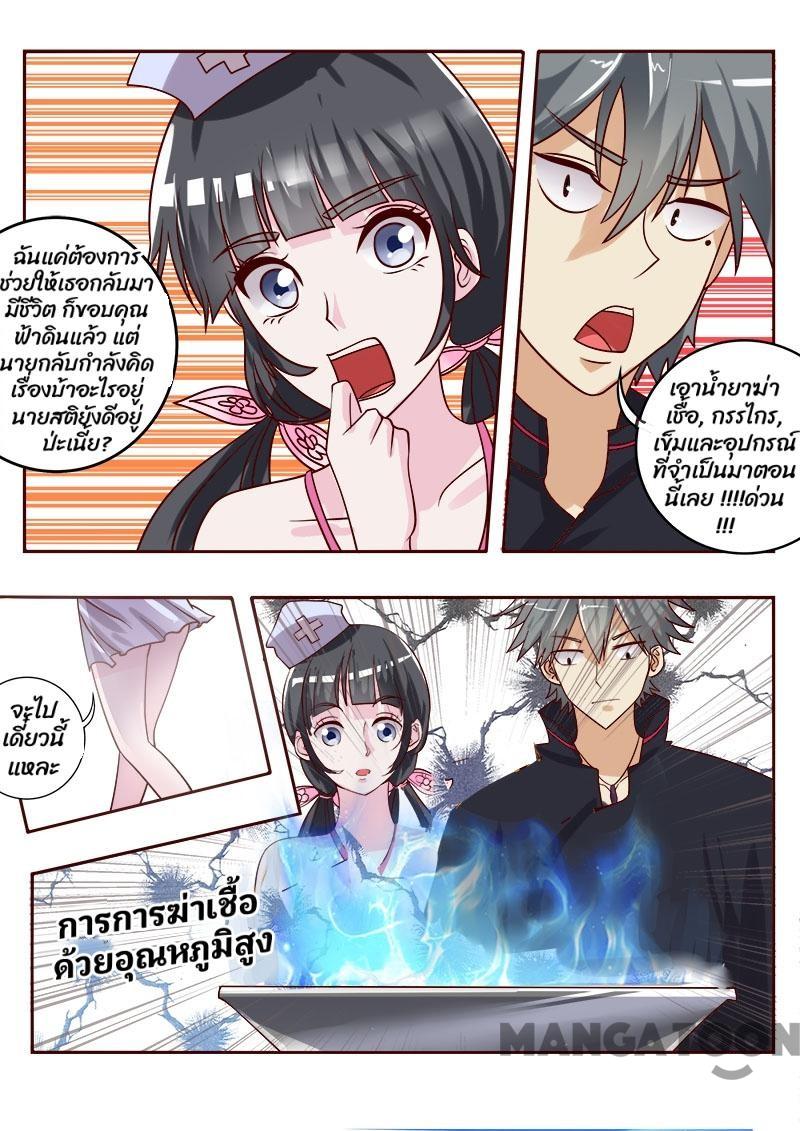 ฉันแค่ต้องการ
ช่วยให้เธอกลับมา
มีชีวิต ก็ขอบคุณ
ฟ้าดินแล้ว แต่
นายกลับกำลังคิด
เรื่องบ้าอะไรอยู่
นายสติยังดีอยู่
ป่ะเนี่ย?
เอาน้ำยาฆ่า
เชื้อ, กรรไกร,
เข็มและอุปกรณ์
ที่จำเป็นมาตอน
นี้เลย !!!!ด่วน
!!!
จะไป
เดี๋ยวนี้
แหละ
การการฆ่าเชื้อ
ด้วยอุณหภูมิสูง
MANGATOON